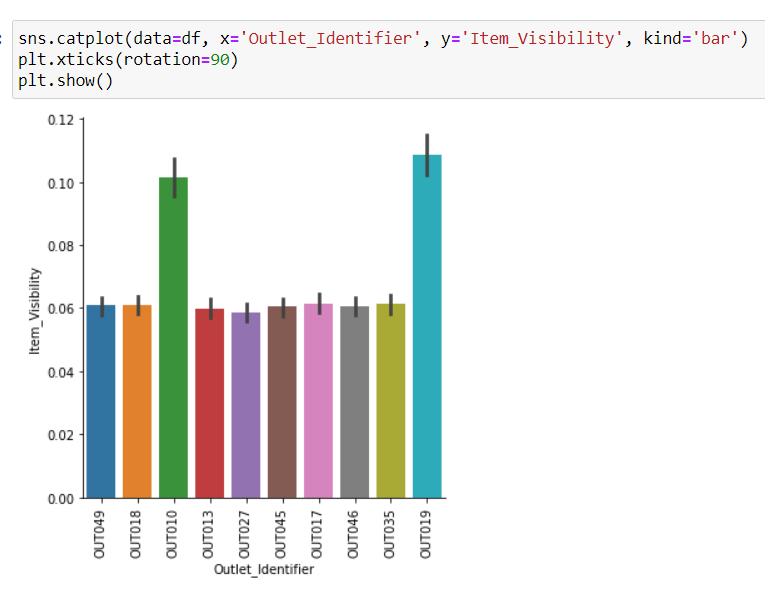 sns.catplot(data=df, x='Outlet_Identifier', y='Item_Visibility', kind='bar')
plt.xticks(rotation=90)
plt.show()
0.12
0.10
0.08
0.06
0.04
0.02
0.00
Item_Visibility
OUT049
OUT018
OUT010
OUT013
OUT027
OUT045
OUT017
OUT046
OUT035
OUT019
Outlet_Identifier